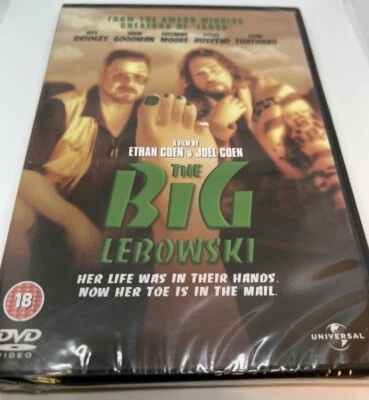 FROM THE AWARD WINNING
CREATORS OF 'FARGO'
JEFF JOHN JULIANNE STEVE JOHN
BRIDGES GOODMAN MOORE BUSCEMI TURTURRO
A FILM BY
ETHAN COEN & JOEL COEN
THE
BIG
LEBOWSKI
HER LIFE WAS IN THEIR HANDS.
NOW HER TOE IS IN THE MAIL.
18
DVD
VIDEO
UNIVERSAL